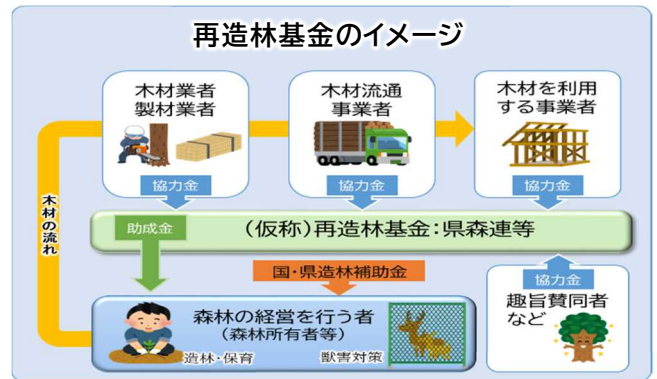 再造林基金のイメージ
木材業者
製材業者
木材流通
事業者
木材を利用
する事業者
協力金
協力金
協力金
木材の流れ
助成金
(仮称)再造林基金:県森連等
国・県造林補助金
協力金
趣旨賛同者
など
森林の経営を行う者
(森林所有者等)
造林・保育
獣害対策